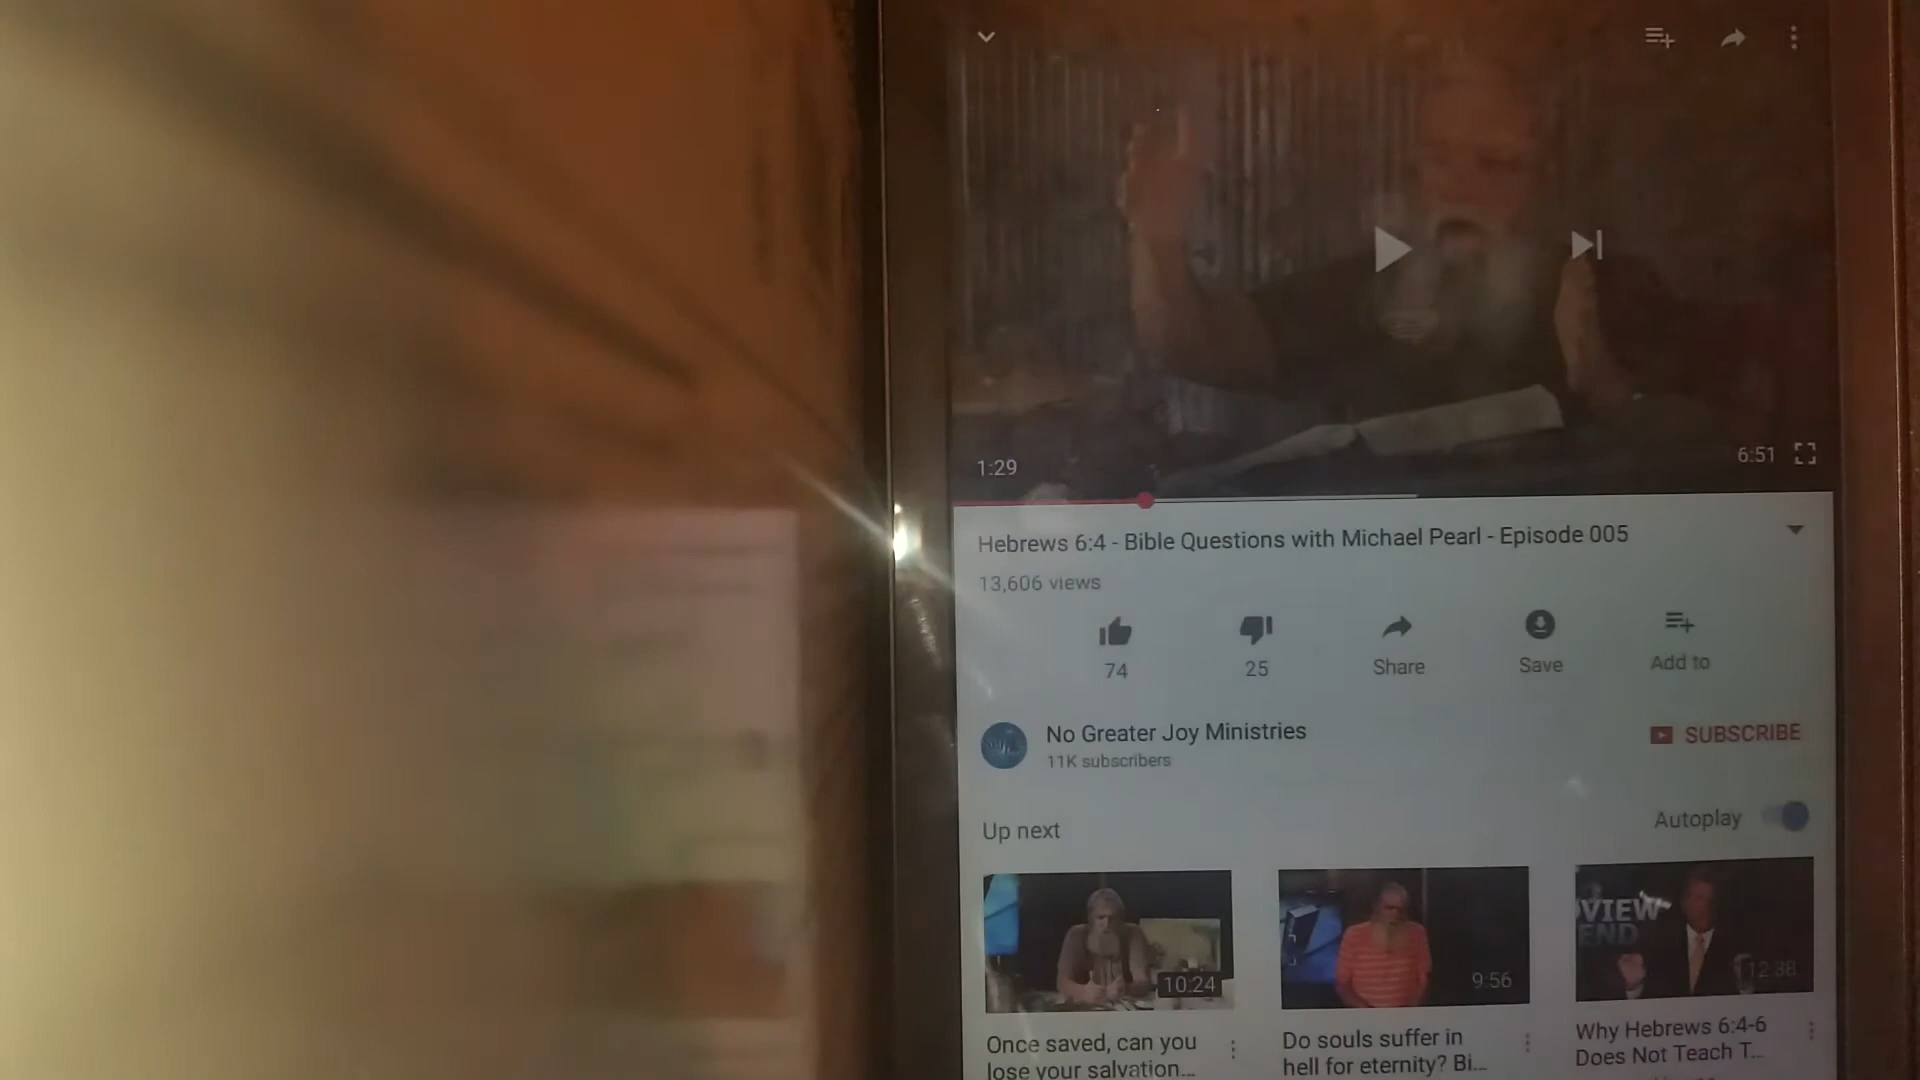 1:29
6:51
Hebrews 6:4 - Bible Questions with Michael Pearl - Episode 005
13,606 views
74
25
Share
Save
Add to
No Greater Joy Ministries
11K subscribers
SUBSCRIBE
Up next
Autoplay
10:24
9:56
VIEW
END
12:38
Once saved, can you
lose your salvation...
Do souls suffer in
hell for eternity? Bi...
Why Hebrews 6:4-6
Does Not Teach T...